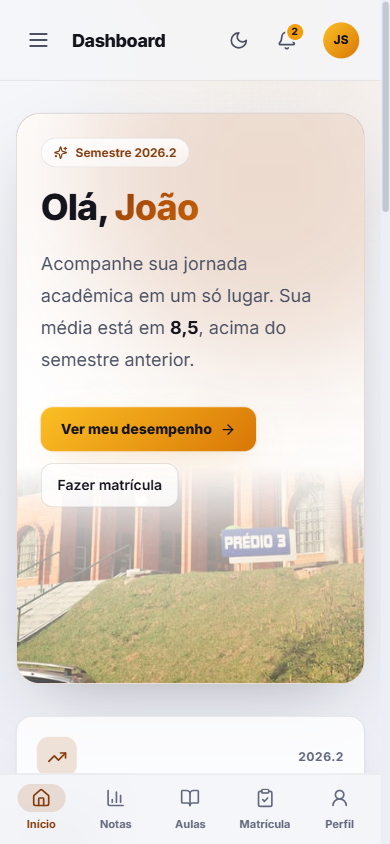 Dashboard
2
JS
Semestre 2026.2
Olá, João
Acompanhe sua jornada
acadêmica em um só lugar. Sua
média está em 8,5, acima do
semestre anterior.
Ver meu desempenho
Fazer matrícula
PRÉDIO 3
2026.2
Início
Notas
Aulas
Matrícula
Perfil